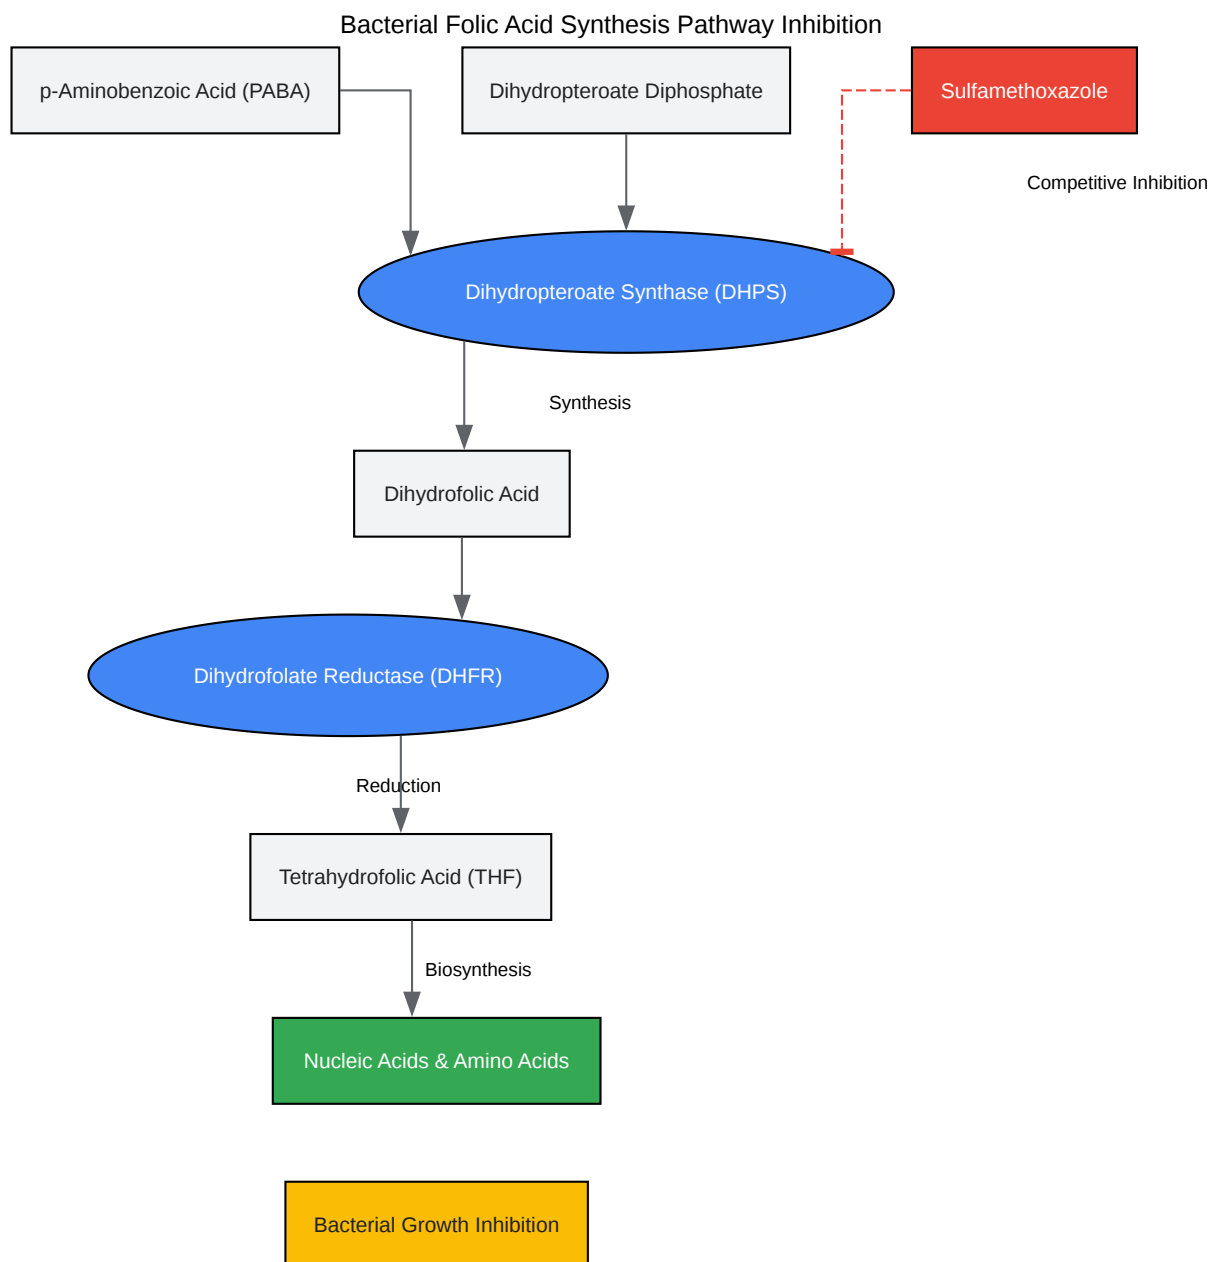 Bacterial Folic Acid Synthesis Pathway Inhibition
p-Aminobenzoic Acid (PABA)
Dihydropteroate Diphosphate
Sulfamethoxazole
Competitive Inhibition
Dihydropteroate Synthase (DHPS)
Synthesis
Dihydrofolic Acid
Dihydrofolate Reductase (DHFR)
Reduction
Tetrahydrofolic Acid (THF)
Biosynthesis
Nucleic Acids & Amino Acids
Bacterial Growth Inhibition